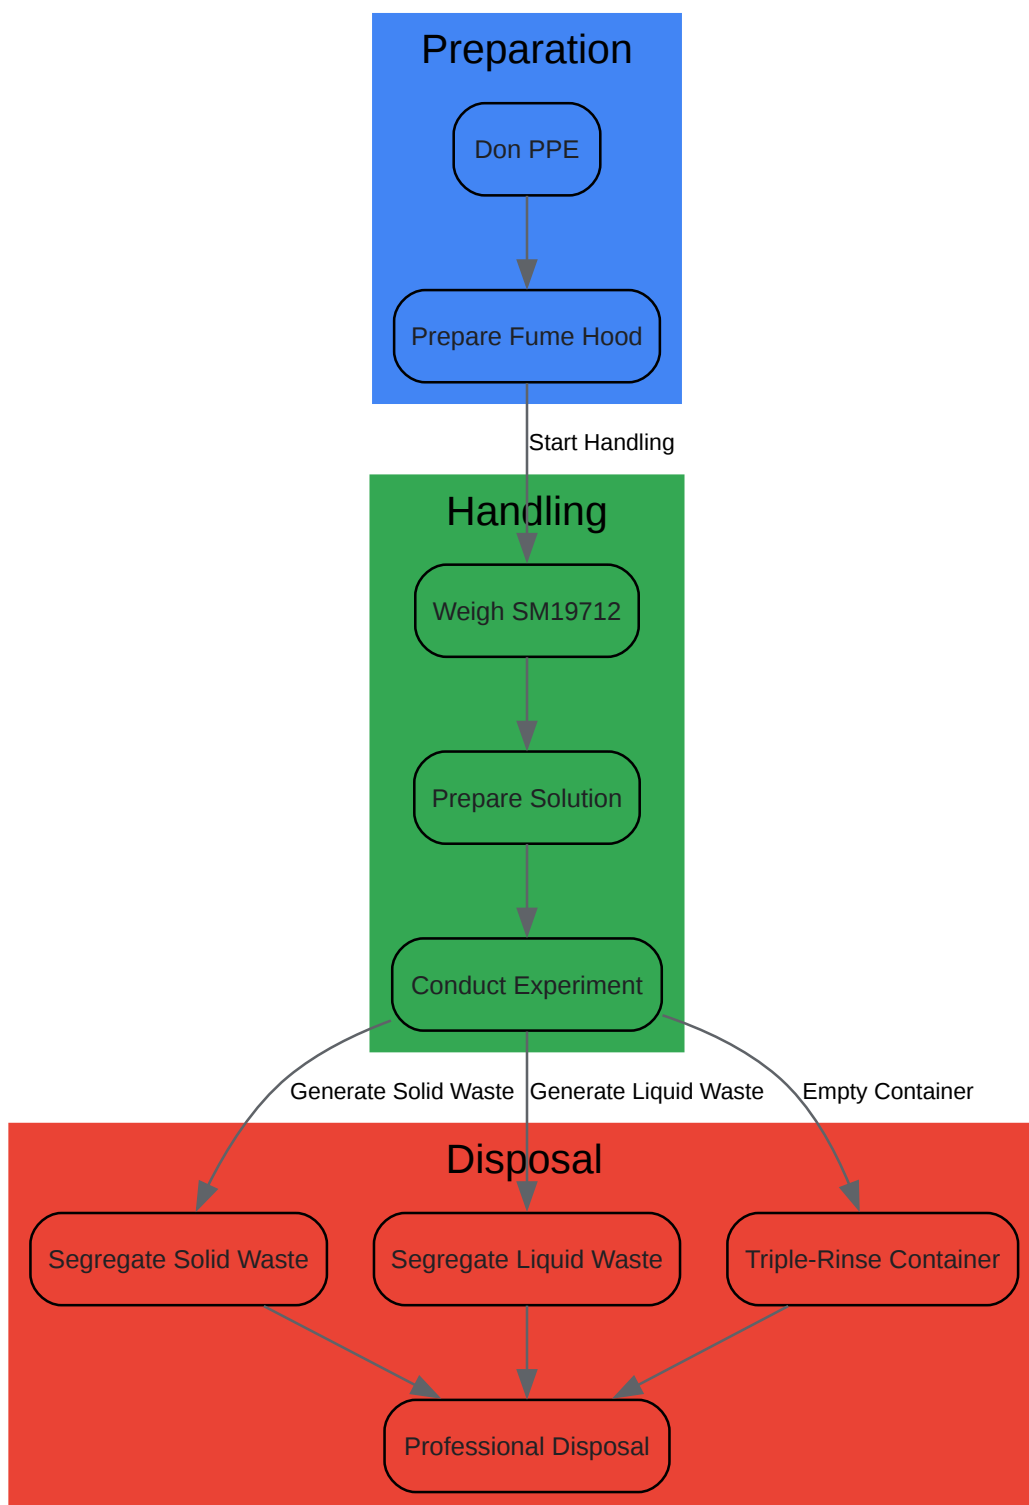 Preparation
Don PPE
Prepare Fume Hood
Start Handling
Handling
Weigh SM19712
Prepare Solution
Conduct Experiment
Generate Solid Waste
Generate Liquid Waste
Empty Container
Disposal
Segregate Solid Waste
Segregate Liquid Waste
Triple-Rinse Container
Professional Disposal